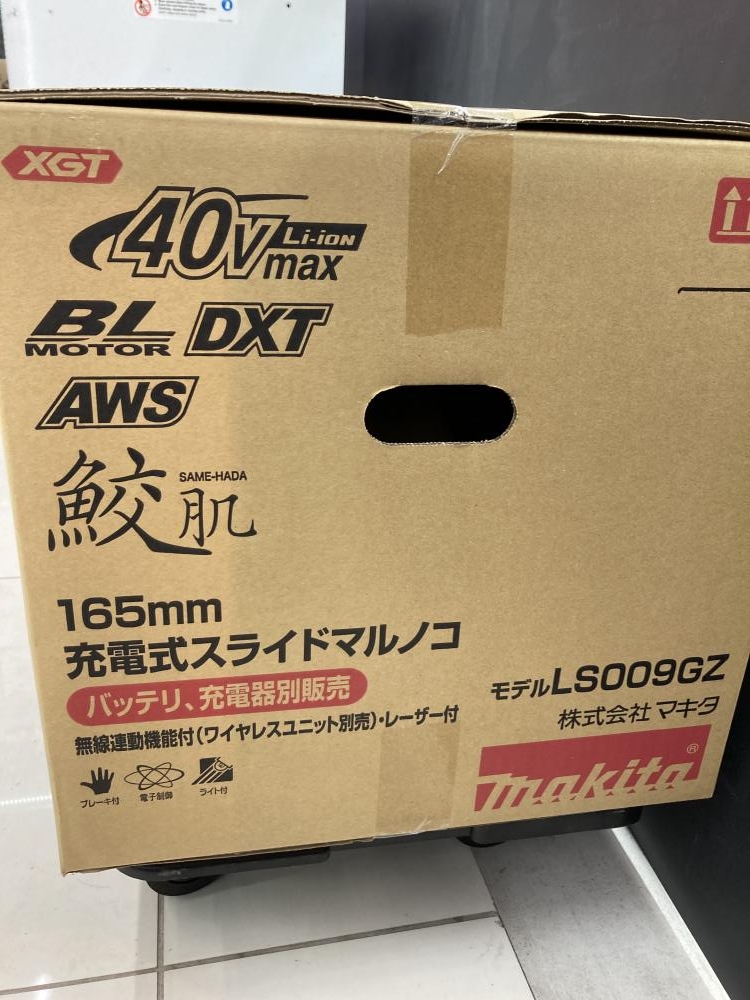 XGT
40Vmax Li-ion
BL MOTOR DXT
AWS
鮫肌 SAME-HADA
165mm
充電式スライドマルノコ
バッテリ、充電器別販売
無線連動機能付(ワイヤレスユニット別売)・レーザー付
ブレーキ付 電子制御 ライト付
モデルLS009GZ
株式会社マキタ
makita®